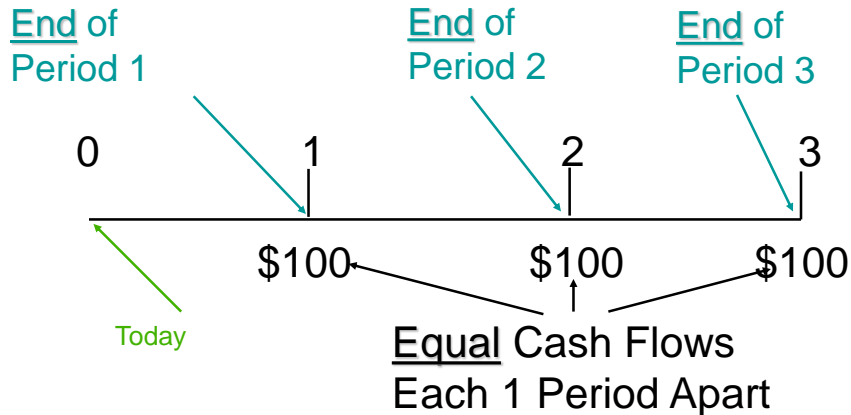 End of
Period 1
End of
Period 2
End of
Period 3
0 1 2 3
$100 $100 $100
Today
Equal Cash Flows
Each 1 Period Apart